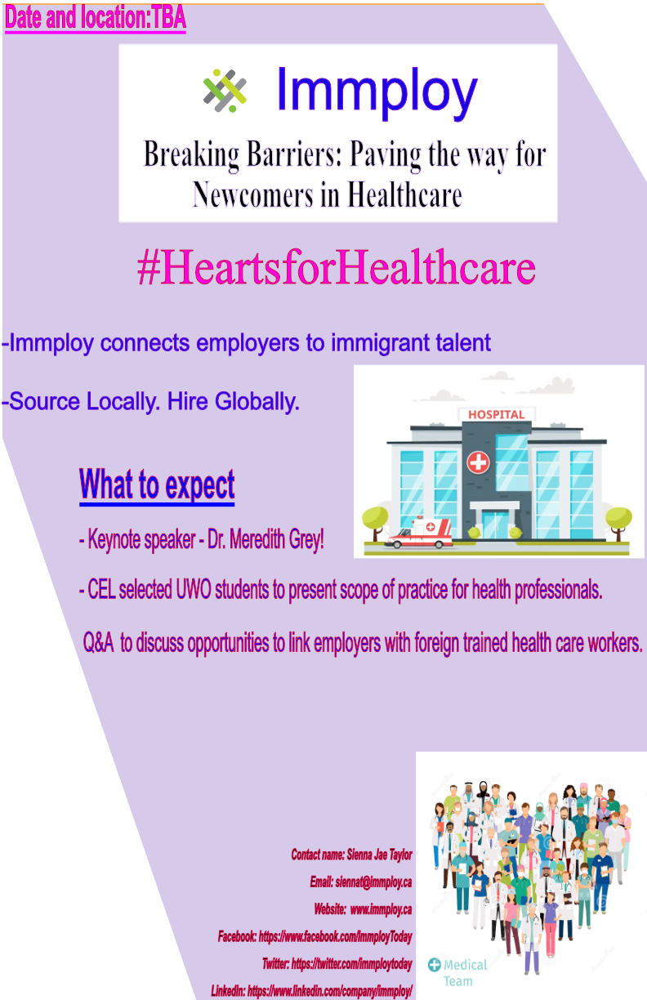 Date and location:TBA
Immploy
Breaking Barriers: Paving the way for
Newcomers in Healthcare
#HeartsforHealthcare
-Immploy connects employers to immigrant talent
-Source Locally. Hire Globally.
HOSPITAL
What to expect
- Keynote speaker - Dr. Meredith Grey!
- CEL selected UWO students to present scope of practice for health professionals.
Q&A to discuss opportunities to link employers with foreign trained health care workers.
Contact name: Sienna Jae Taylor
Email: siennat@immploy.ca
Website: www.immploy.ca
Facebook: https://www.facebook.com/ImmployToday
Twitter: https://twitter.com/immploytoday
LinkedIn: https://www.linkedin.com/company/immploy/
Medical
Team